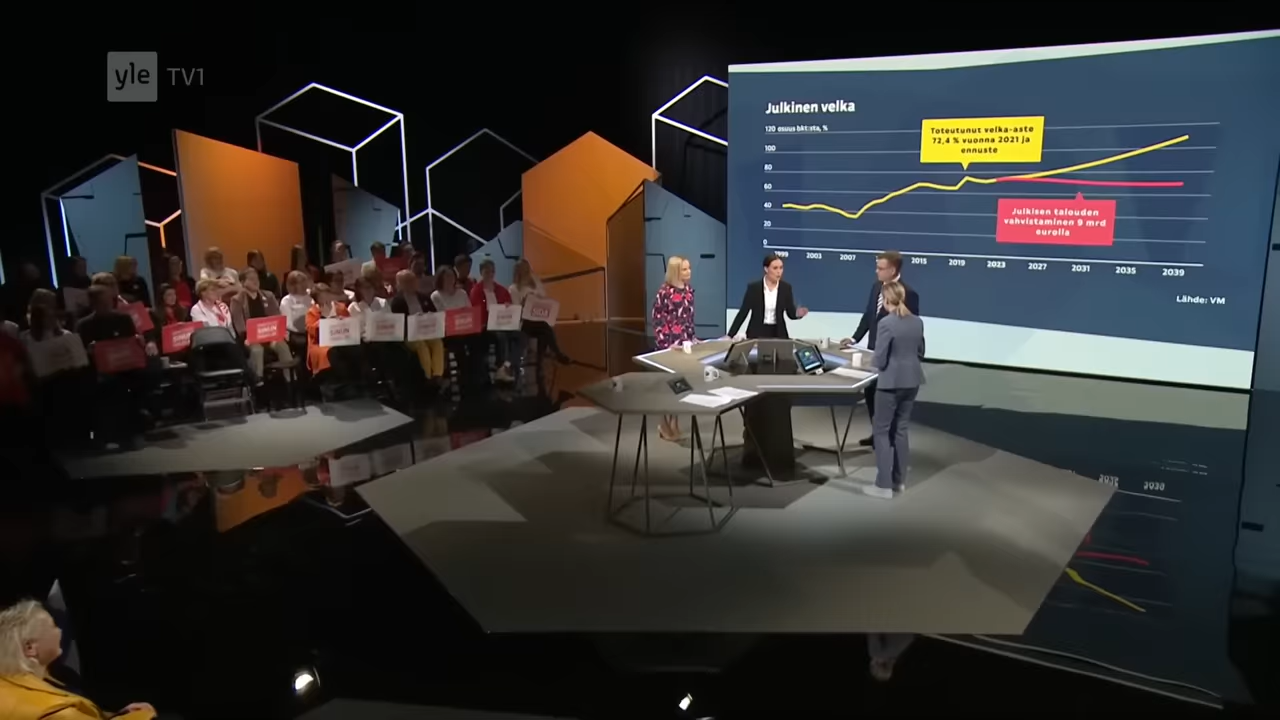 yle TV1
Julkinen velka
120 osuus bkt:sta, %
100
80
60
40
20
0
Toteutunut velka-aste
72,4 % vuonna 2021 ja
ennuste
Julkisen talouden
vahvistaminen 9 mrd
eurolla
2003 2007 2015 2019 2023 2027 2031 2035 2039
Lähde: VM